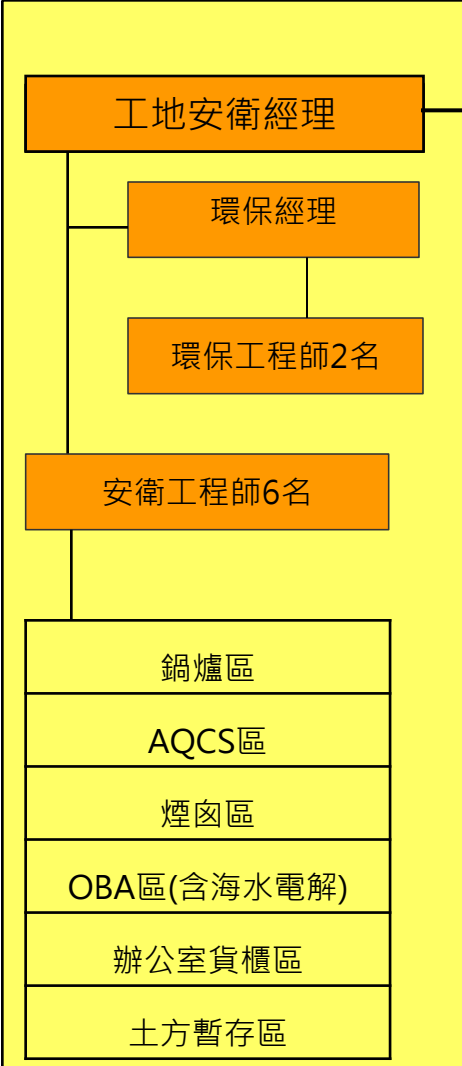 工地安衛經理
環保經理
環保工程師2名
安衛工程師6名
鍋爐區
AQCS區
煙囪區
OBA區(含海水電解)
辦公室貨櫃區
土方暫存區